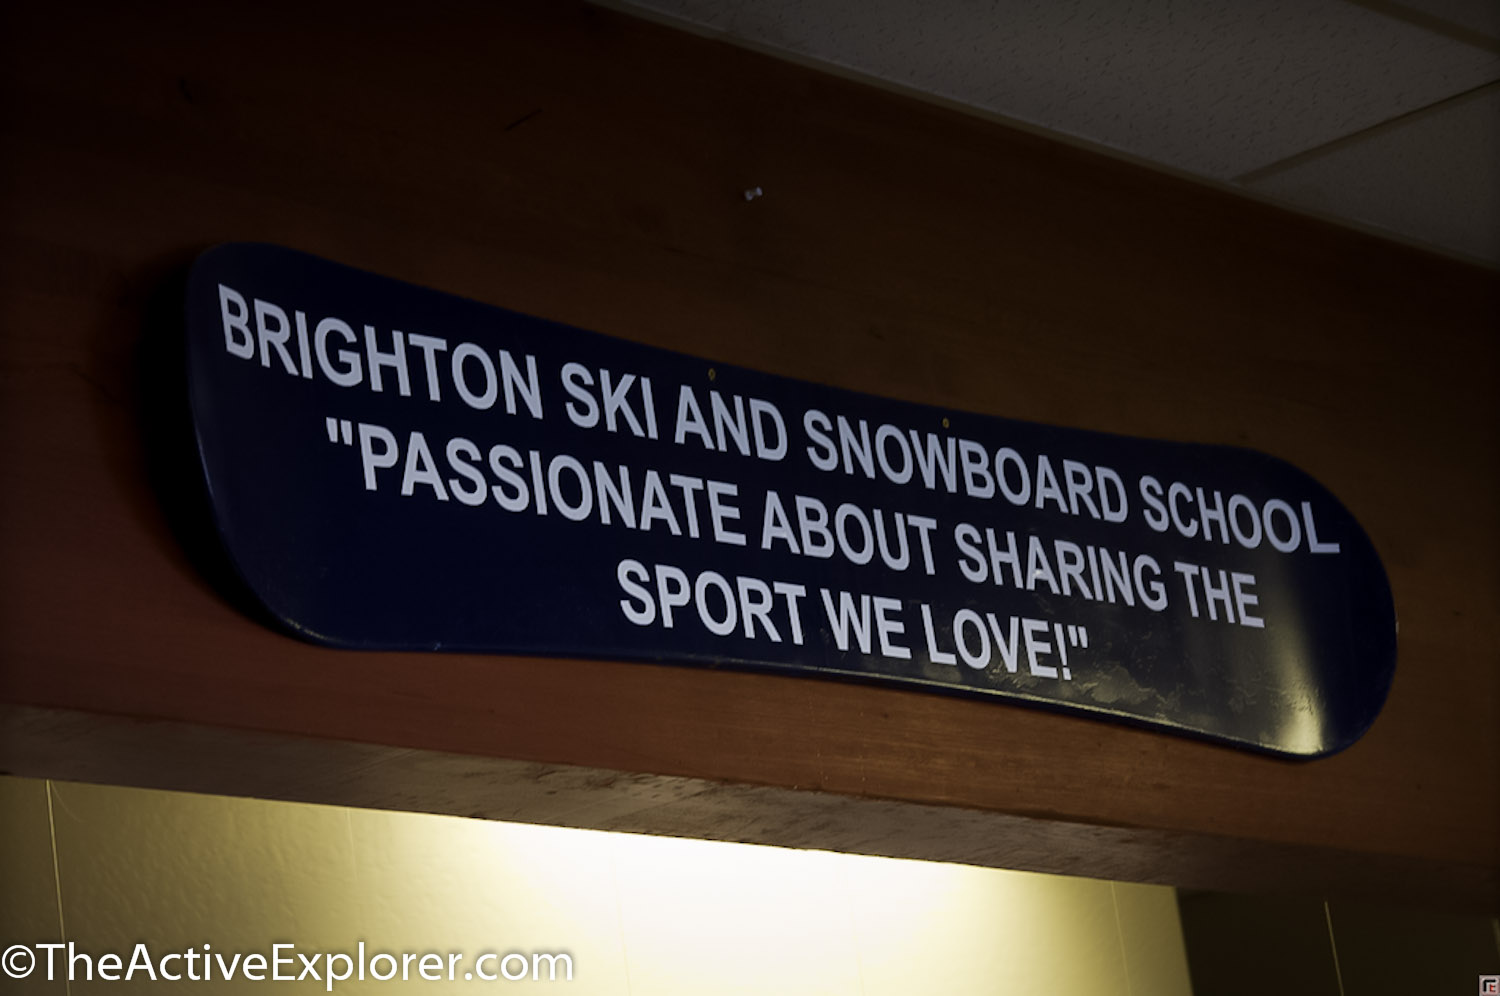 BRIGHTON SKI AND SNOWBOARD SCHOOL
"PASSIONATE ABOUT SHARING THE
SPORT WE LOVE!"
©TheActiveExplorer.com